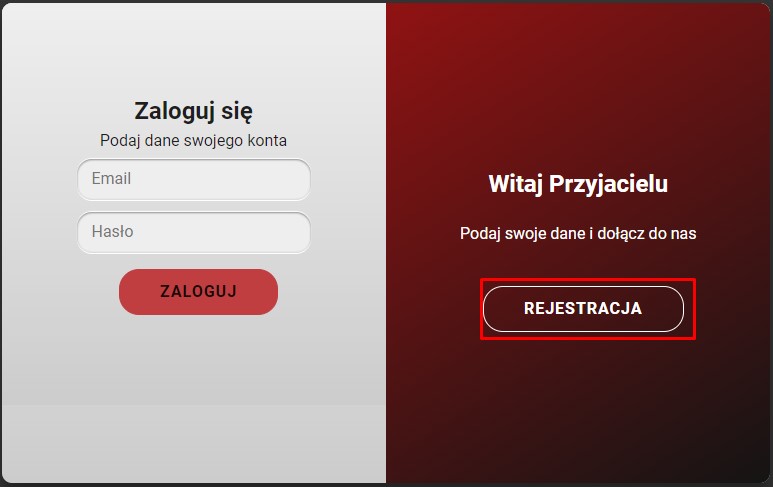 Zaloguj się
Podaj dane swojego konta
Email
Hasło
ZALOGUJ
Witaj Przyjacielu
Podaj swoje dane i dołącz do nas
REJESTRACJA